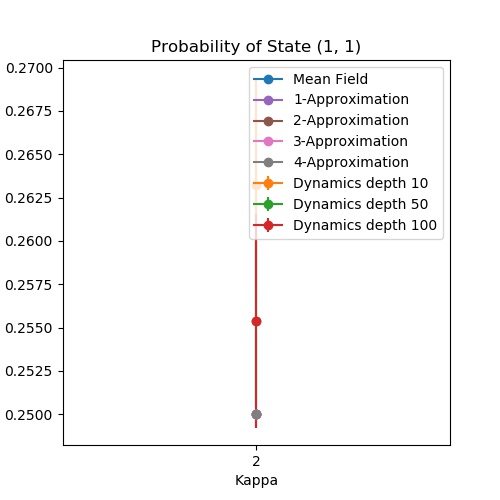 Probability of State (1, 1)
0.2700
0.2675
0.2650
0.2625
0.2600
0.2575
0.2550
0.2525
0.2500
Mean Field
1-Approximation
2-Approximation
3-Approximation
4-Approximation
Dynamics depth 10
Dynamics depth 50
Dynamics depth 100
2
Kappa